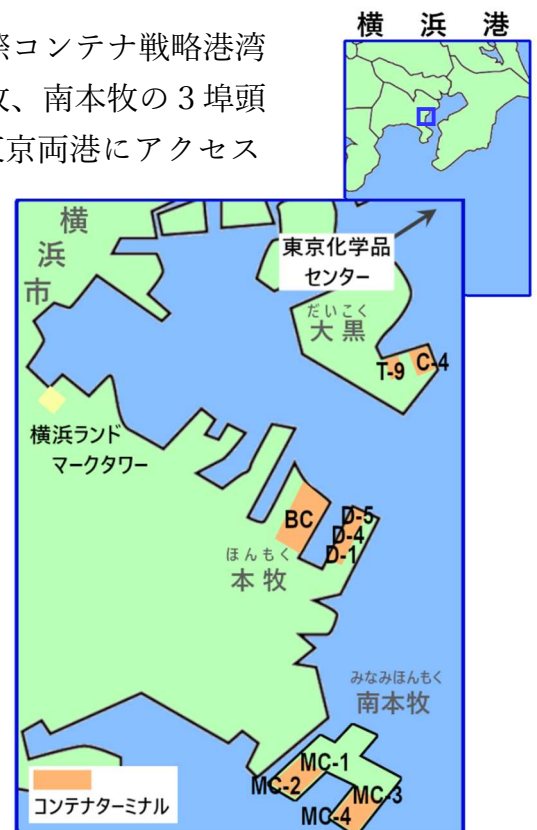 横浜港
際コンテナ戦略港湾
牧、南本牧の3埠頭
東京両港にアクセス
横
浜
市
東京化学品
センター
だいこく
大黒
T-9 C-4
横浜ランド
マークタワー
BC
D-5
D-4
D-1
ほんもく
本牧
みなみほんもく
南本牧
MC-1
MC-2
MC-3
MC-4
コンテナターミナル